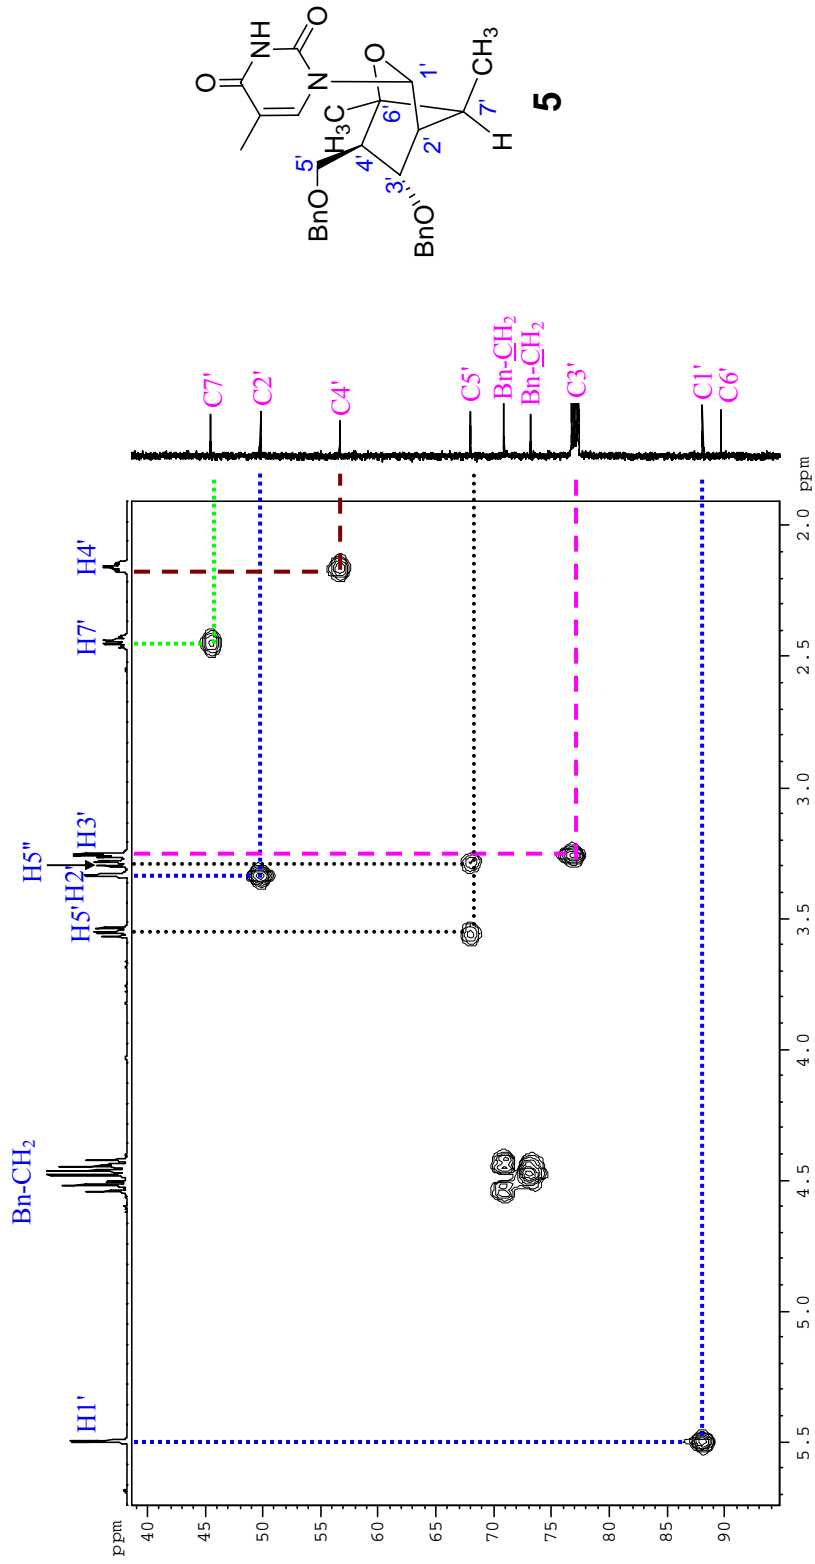 O
NH
O
N
O
1'
CH₃
H₃C
6'
7'
5
2'
H
4'
5'
3'
BnO
BnO
Bn-CH₂
H1'
H5'
H2'
H5"
H3'
H7'
H4'
C7'
C2'
C4'
C5'
Bn-CH₂
Bn-CH₂
C3'
C1'
C6'
ppm
2.0
2.5
3.0
3.5
4.0
4.5
5.0
5.5
ppm
40
45
50
55
60
65
70
75
80
85
90